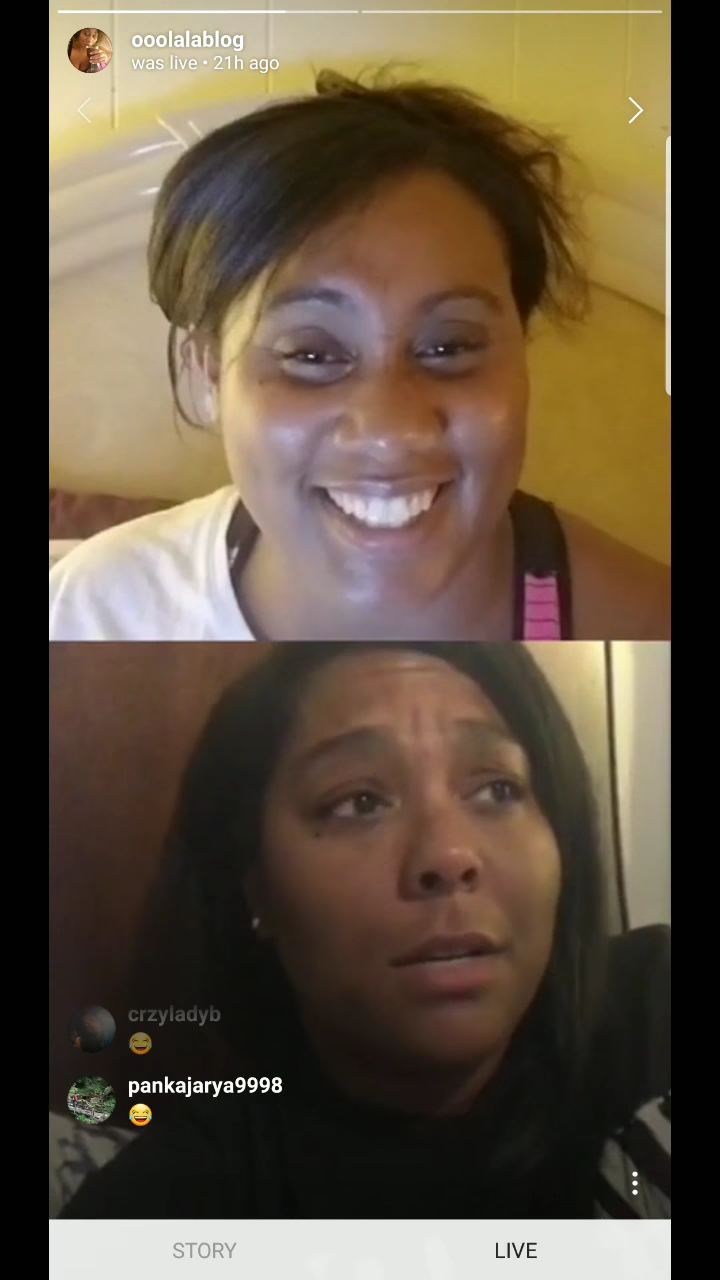 ooolalablog
was live • 21h ago
crzyladyb
😂
pankajarya9998
😂
STORY
LIVE